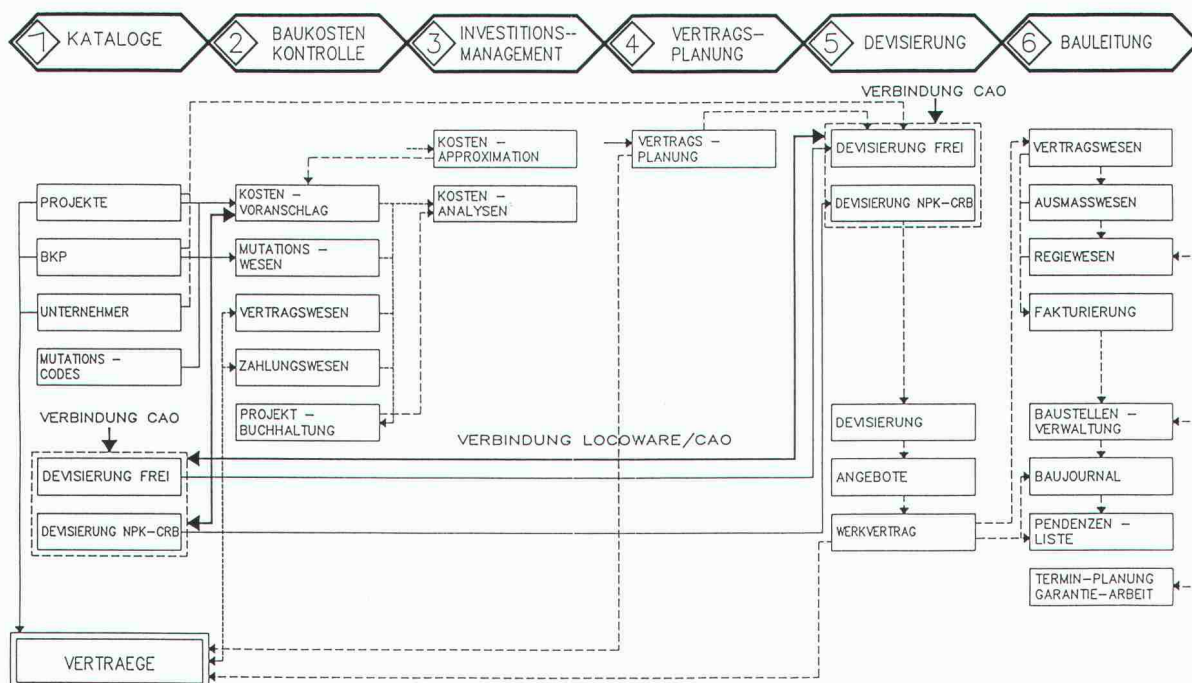 1 KATALOGE
2 BAUKOSTEN
KONTROLLE
3 INVESTITIONS--
MANAGEMENT
4 VERTRAGS-
PLANUNG
5 DEVISIERUNG
6 BAULEITUNG
PROJEKTE
BKP
UNTERNEHMER
MUTATIONS -
CODES
VERBINDUNG CAO
DEVISIERUNG FREI
DEVISIERUNG NPK-CRB
VERTRAEGE
KOSTEN -
VORANSCHLAG
MUTATIONS -
WESEN
VERTRAGSWESEN
ZAHLUNGSWESEN
PROJEKT -
BUCHHALTUNG
KOSTEN -
APPROXIMATION
KOSTEN -
ANALYSEN
VERBINDUNG LOCOWARE/CAO
VERTRAGS -
PLANUNG
VERBINDUNG CAO
DEVISIERUNG FREI
DEVISIERUNG NPK-CRB
DEVISIERUNG
ANGEBOTE
WERKVERTRAG
VERTRAGSWESEN
AUSMASSWESEN
REGIEWESEN
FAKTURIERUNG
BAUSTELLEN -
VERWALTUNG
BAUJOURNAL
PENDENZEN -
LISTE
TERMIN-PLANUNG
GARANTIE-ARBEIT